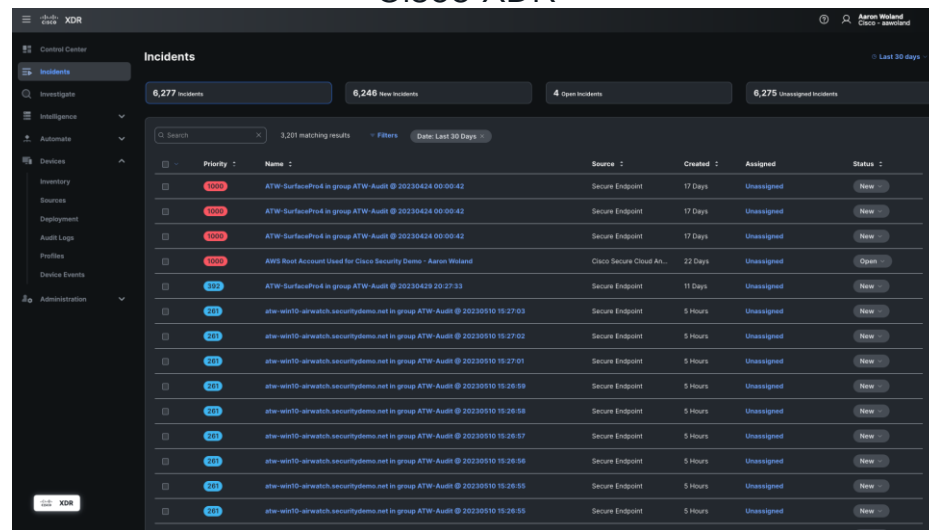 Cisco XDR
cisco XDR
Aaron Woland
Cisco - aawoland
Control Center
Incidents
Investigate
Intelligence
Automate
Devices
Inventory
Sources
Deployment
Audit Logs
Profiles
Device Events
Administration
Incidents
Last 30 days
6,277 Incidents
6,246 New Incidents
4 Open Incidents
6,275 Unassigned Incidents
Search
3,201 matching results
Filters
Date: Last 30 Days ×
Priority Name Source Created Assigned Status
1000 ATW-SurfacePro4 in group ATW-Audit @ 20230424 00:00:42 Secure Endpoint 17 Days Unassigned New
1000 ATW-SurfacePro4 in group ATW-Audit @ 20230424 00:00:42 Secure Endpoint 17 Days Unassigned New
1000 ATW-SurfacePro4 in group ATW-Audit @ 20230424 00:00:42 Secure Endpoint 17 Days Unassigned New
1000 AWS Root Account Used for Cisco Security Demo - Aaron Woland Cisco Secure Cloud An... 22 Days Unassigned Open
392 ATW-SurfacePro4 in group ATW-Audit @ 20230429 20:27:33 Secure Endpoint 11 Days Unassigned New
261 atw-win10-airwatch.securitydemo.net in group ATW-Audit @ 20230510 15:27:03 Secure Endpoint 5 Hours Unassigned New
261 atw-win10-airwatch.securitydemo.net in group ATW-Audit @ 20230510 15:27:02 Secure Endpoint 5 Hours Unassigned New
261 atw-win10-airwatch.securitydemo.net in group ATW-Audit @ 20230510 15:27:01 Secure Endpoint 5 Hours Unassigned New
261 atw-win10-airwatch.securitydemo.net in group ATW-Audit @ 20230510 15:26:59 Secure Endpoint 5 Hours Unassigned New
261 atw-win10-airwatch.securitydemo.net in group ATW-Audit @ 20230510 15:26:58 Secure Endpoint 5 Hours Unassigned New
261 atw-win10-airwatch.securitydemo.net in group ATW-Audit @ 20230510 15:26:57 Secure Endpoint 5 Hours Unassigned New
261 atw-win10-airwatch.securitydemo.net in group ATW-Audit @ 20230510 15:26:56 Secure Endpoint 5 Hours Unassigned New
261 atw-win10-airwatch.securitydemo.net in group ATW-Audit @ 20230510 15:26:55 Secure Endpoint 5 Hours Unassigned New
261 atw-win10-airwatch.securitydemo.net in group ATW-Audit @ 20230510 15:26:55 Secure Endpoint 5 Hours Unassigned New
cisco XDR